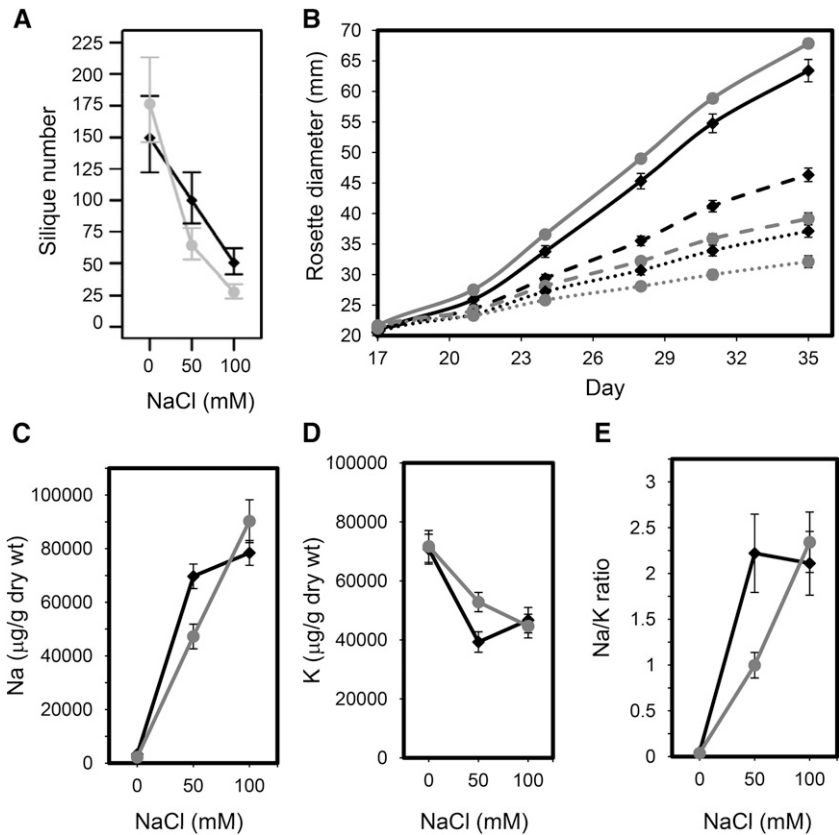 A
225
200
175
150
125
100
75
50
25
0
Silique number
0 50 100
NaCl (mM)
B
70
65
60
55
50
45
40
35
30
25
20
Rosette diameter (mm)
17 20 23 26 29 32 35
Day
C
100000
80000
60000
40000
20000
0
Na (µg/g dry wt)
0 50 100
NaCl (mM)
D
100000
80000
60000
40000
20000
0
K (µg/g dry wt)
0 50 100
NaCl (mM)
E
3
2.5
2
1.5
1
0.5
0
Na/K ratio
0 50 100
NaCl (mM)